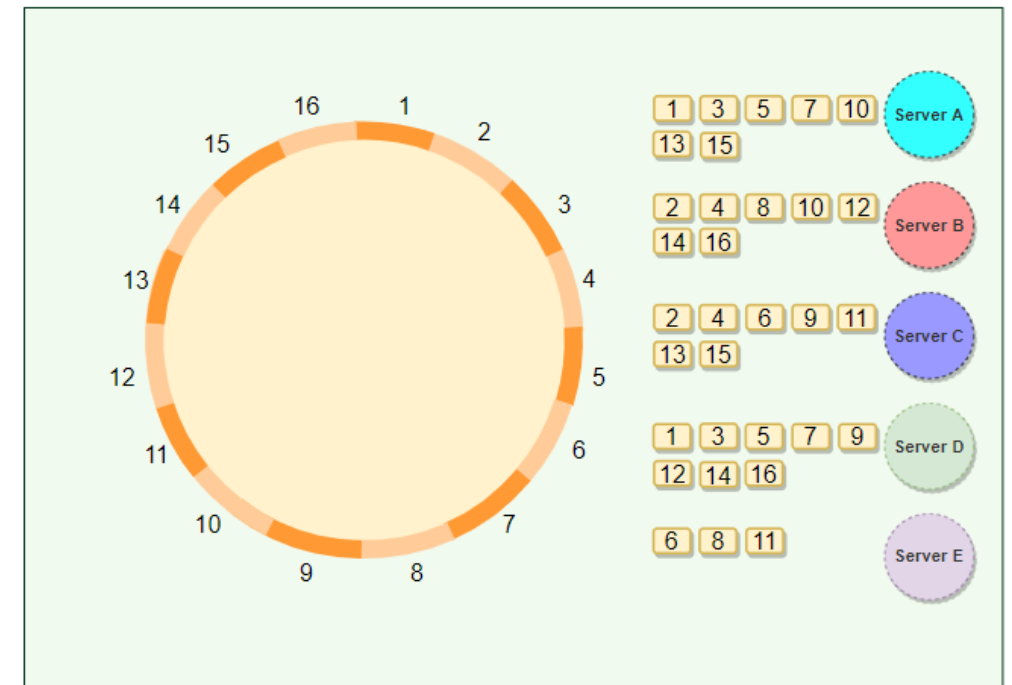 16
1
2
3
4
5
6
7
8
9
10
11
12
13
14
15
1 3 5 7 10
13 15
Server A
2 4 8 10 12
14 16
Server B
2 4 6 9 11
13 15
Server C
1 3 5 7 9
12 14 16
Server D
6 8 11
Server E